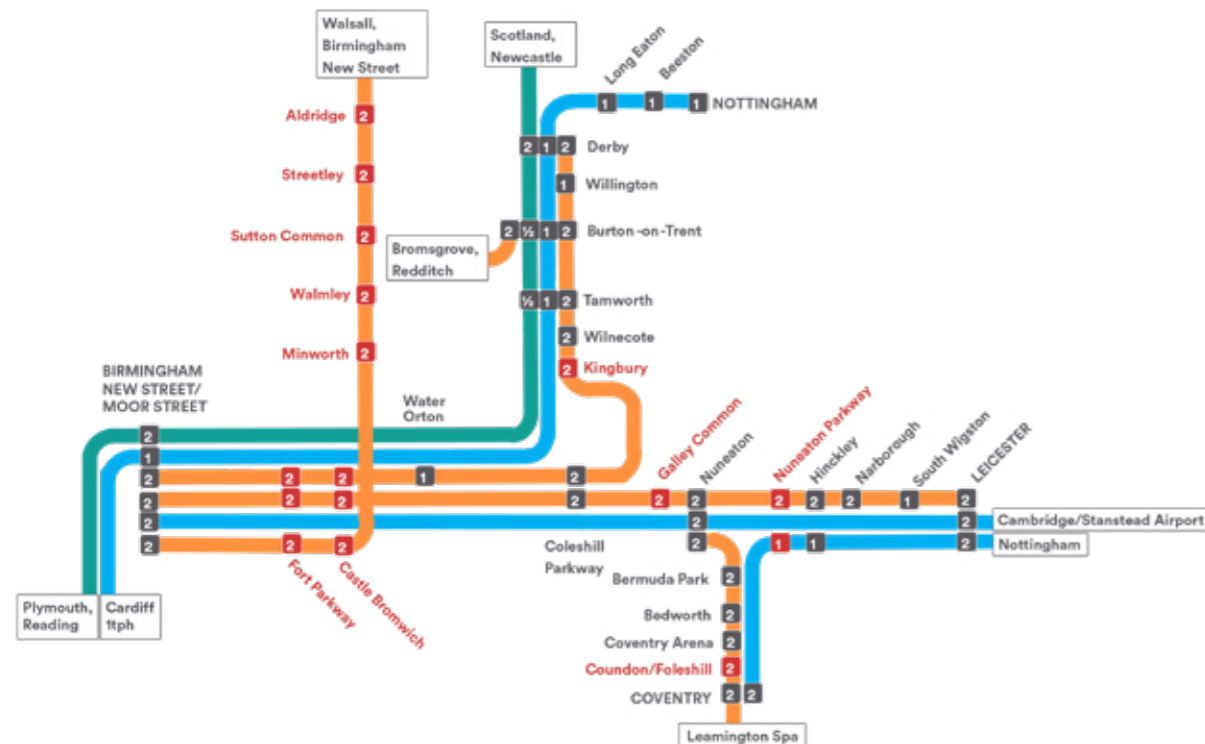 Walsall,
Birmingham
New Street
Scotland,
Newcastle
Long Eaton
Beeston
1 1 1 NOTTINGHAM
Aldridge 2
2 1 2 Derby
Streetley 2
1 Willington
Sutton Common 2
2 ½ 1 2 Burton-on-Trent
Bromsgrove,
Redditch
Walmley 2
½ 1 2 Tamworth
2 Wilnecote
Minworth 2
2 Kingbury
BIRMINGHAM
NEW STREET/
MOOR STREET
Water
Orton
Galley Common
Nuneaton
Nuneaton Parkway
Hinckley
Narborough
South Wigston
LEICESTER
2
1
2 2 2 1 2
2 2 2 2 2 2 2 2 2 1 2
2 2 2 Cambridge/Stanstead Airport
2 2 2 2 1 1 2 Nottingham
Fort Parkway
Castle Bromwich
Coleshill
Parkway
Bermuda Park 2
Bedworth 2
Coventry Arena 2
Coundon/Foleshill 2
COVENTRY 2 2
Leamington Spa
Plymouth,
Reading
Cardiff
1tph